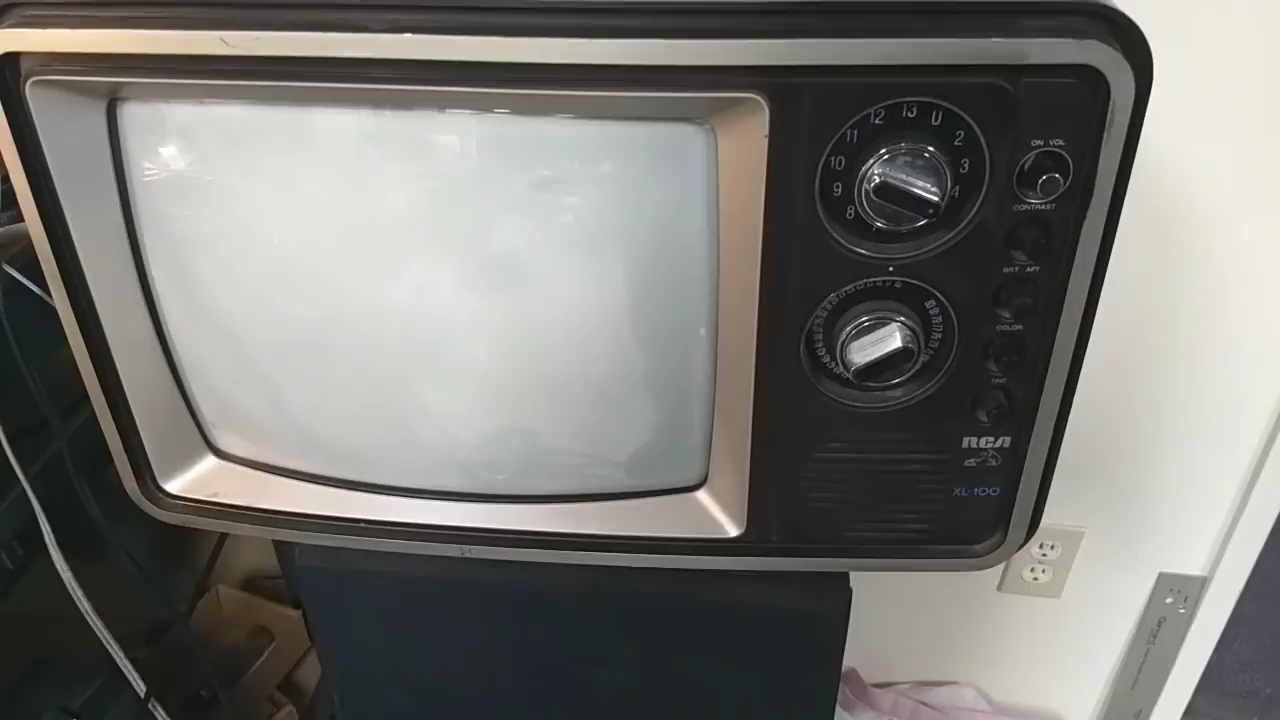 12 13 U 2 3 4
11 10 9 8
ON VOL
CONTRAST
BRT AFT
COLOR
TINT
RCA
XL-100